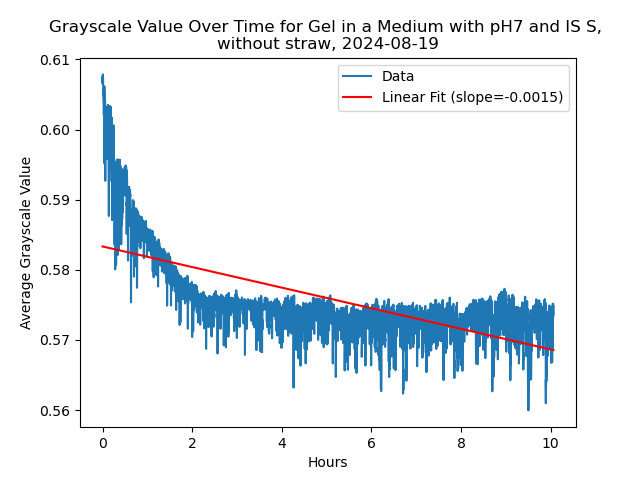 Grayscale Value Over Time for Gel in a Medium with pH7 and IS S,
without straw, 2024-08-19
Data
Linear Fit (slope=-0.0015)
0.61
0.60
0.59
0.58
0.57
0.56
Average Grayscale Value
0
2
4
6
8
10
Hours